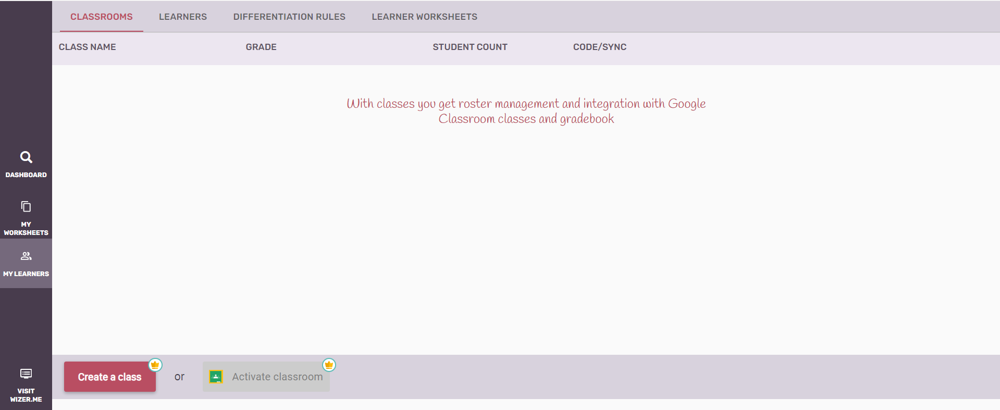 CLASSROOMS LEARNERS DIFFERENTIATION RULES LEARNER WORKSHEETS
CLASS NAME GRADE STUDENT COUNT CODE/SYNC
With classes you get roster management and integration with Google
Classroom classes and gradebook
DASHBOARD
MY
WORKSHEETS
MY LEARNERS
VISIT
WIZER.ME
Create a class or Activate classroom